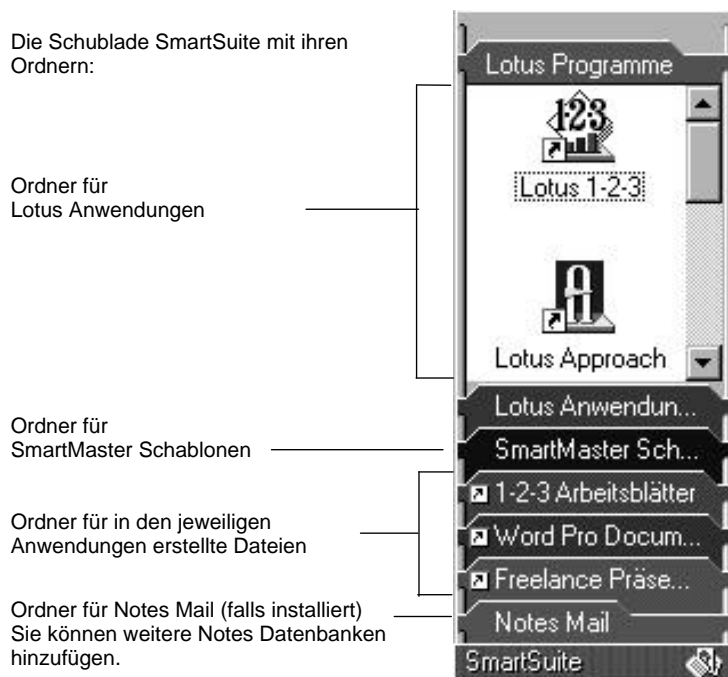 Die Schublade SmartSuite mit ihren
Ordnern:
Ordner für
Lotus Anwendungen
Ordner für
SmartMaster Schablonen
Ordner für in den jeweiligen
Anwendungen erstellte Dateien
Ordner für Notes Mail (falls installiert)
Sie können weitere Notes Datenbanken
hinzufügen.
Lotus Programme
123
Lotus 1-2-3
Lotus Approach
Lotus Anwendun...
SmartMaster Sch...
1-2-3 Arbeitsblätter
Word Pro Docum...
Freelance Präse...
Notes Mail
SmartSuite